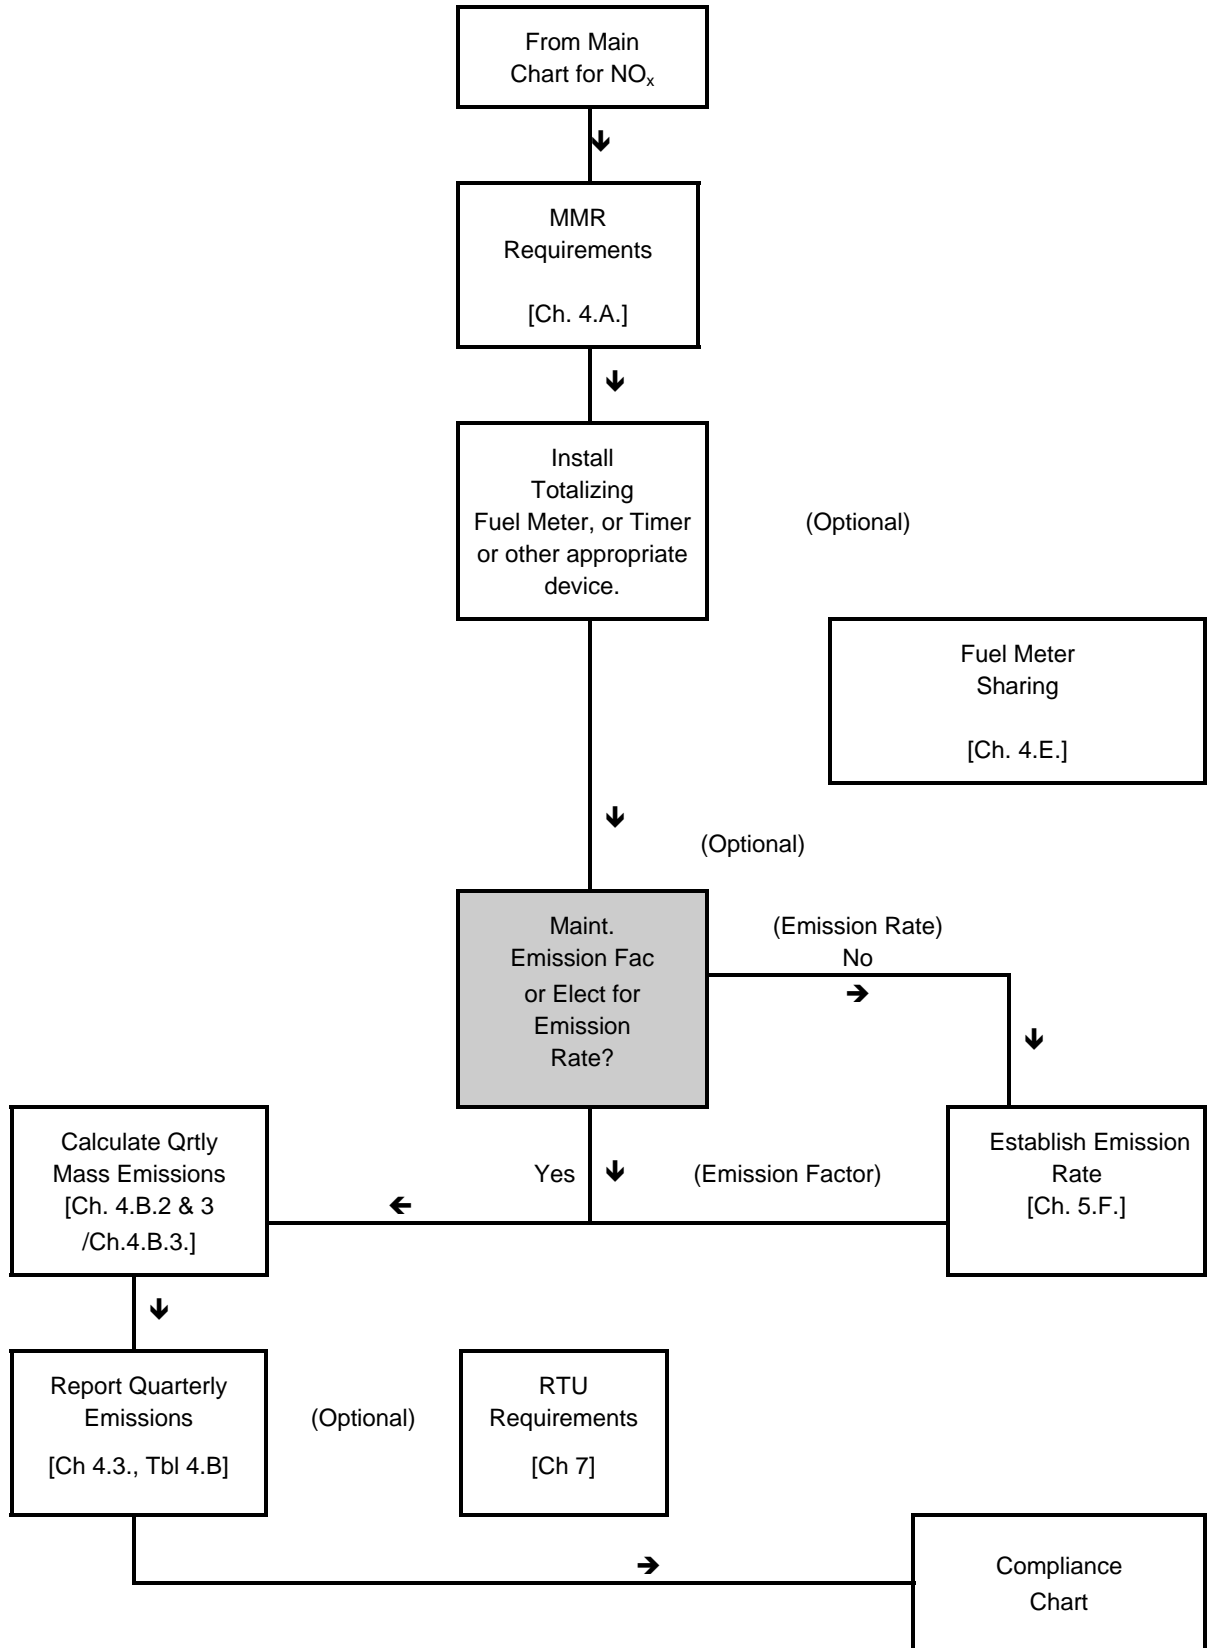 From Main
Chart for NOx
MMR
Requirements
[Ch. 4.A.]
Install
Totalizing
Fuel Meter, or Timer
or other appropriate
device.
(Optional)
Fuel Meter
Sharing
[Ch. 4.E.]
(Optional)
Maint.
Emission Fac
or Elect for
Emission
Rate?
(Emission Rate)
No
Calculate Qrtly
Mass Emissions
[Ch. 4.B.2 & 3
/Ch.4.B.3.]
Yes
(Emission Factor)
Establish Emission
Rate
[Ch. 5.F.]
Report Quarterly
Emissions
[Ch 4.3., Tbl 4.B]
(Optional)
RTU
Requirements
[Ch 7]
Compliance
Chart